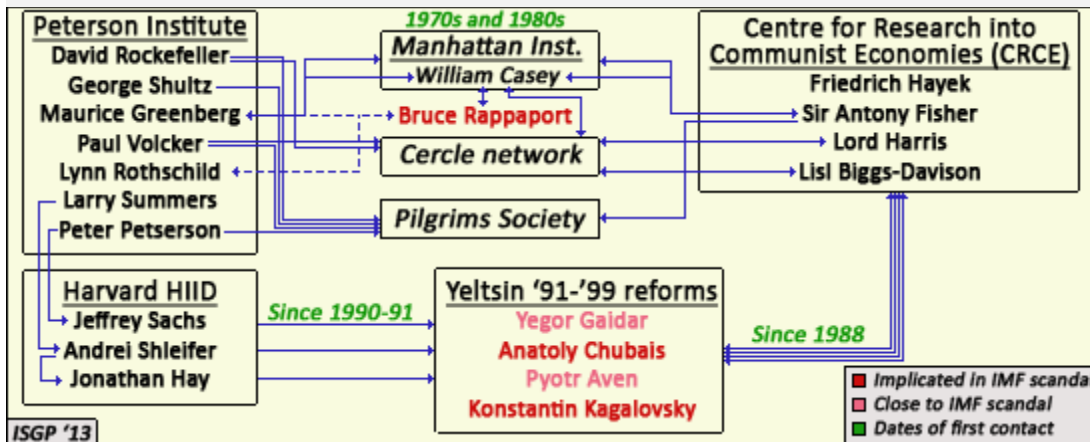 Peterson Institute
David Rockefeller
George Shultz
Maurice Greenberg
Paul Volcker
Lynn Rothschild
Larry Summers
Peter Petserson
1970s and 1980s
Manhattan Inst.
William Casey
Bruce Rappaport
Cercle network
Pilgrims Society
Centre for Research into
Communist Economies (CRCE)
Friedrich Hayek
Sir Antony Fisher
Lord Harris
Lisl Biggs-Davison
Harvard HIID
Jeffrey Sachs
Andrei Shleifer
Jonathan Hay
Since 1990-91
Yeltsin '91-'99 reforms
Yegor Gaidar
Anatoly Chubais
Pyotr Aven
Konstantin Kagalovsky
Since 1988
Implicated in IMF scandal
Close to IMF scandal
Dates of first contact
ISGP '13